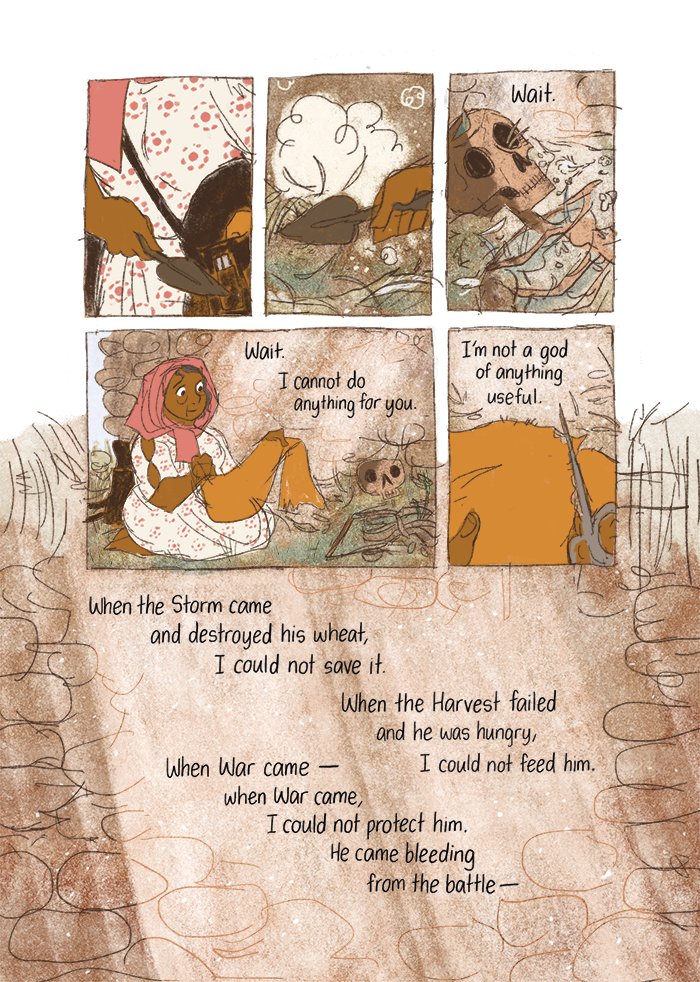 Wait.
Wait.
I cannot do
anything for you.
I'm not a god
of anything
useful.
When the Storm came
and destroyed his wheat,
I could not save it.
When the Harvest failed
and he was hungry,
I could not feed him.
When War came —
when War came,
I could not protect him.
He came bleeding
from the battle —